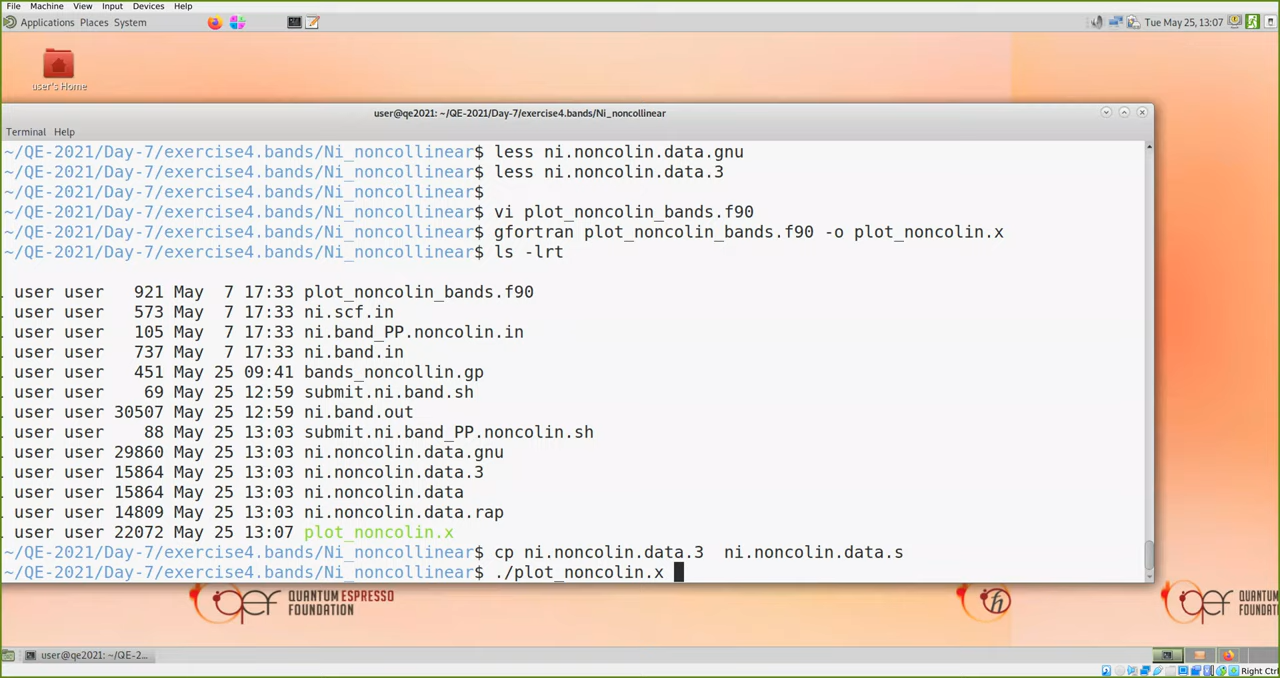 File Machine View Input Devices Help
Applications Places System Tue May 25, 13:07
user's Home
user@qe2021: ~/QE-2021/Day-7/exercise4.bands/Ni_noncollinear
Terminal Help
~/QE-2021/Day-7/exercise4.bands/Ni_noncollinear$ less ni.noncolin.data.gnu
~/QE-2021/Day-7/exercise4.bands/Ni_noncollinear$ less ni.noncolin.data.3
~/QE-2021/Day-7/exercise4.bands/Ni_noncollinear$
~/QE-2021/Day-7/exercise4.bands/Ni_noncollinear$ vi plot_noncolin_bands.f90
~/QE-2021/Day-7/exercise4.bands/Ni_noncollinear$ gfortran plot_noncolin_bands.f90 -o plot_noncolin.x
~/QE-2021/Day-7/exercise4.bands/Ni_noncollinear$ ls -lrt
user user 921 May 7 17:33 plot_noncolin_bands.f90
user user 573 May 7 17:33 ni.scf.in
user user 105 May 7 17:33 ni.band_PP.noncolin.in
user user 737 May 7 17:33 ni.band.in
user user 451 May 25 09:41 bands_noncollin.gp
user user 69 May 25 12:59 submit.ni.band.sh
user user 30507 May 25 12:59 ni.band.out
user user 88 May 25 13:03 submit.ni.band_PP.noncolin.sh
user user 29860 May 25 13:03 ni.noncolin.data.gnu
user user 15864 May 25 13:03 ni.noncolin.data.3
user user 15864 May 25 13:03 ni.noncolin.data
user user 14809 May 25 13:03 ni.noncolin.data.rap
user user 22072 May 25 13:07 plot_noncolin.x
~/QE-2021/Day-7/exercise4.bands/Ni_noncollinear$ cp ni.noncolin.data.3 ni.noncolin.data.s
~/QE-2021/Day-7/exercise4.bands/Ni_noncollinear$ ./plot_noncolin.x
QEF QUANTUM ESPRESSO
FOUNDATION
ħ
QEF QUANTUM
FOUNDA
user@qe2021: ~/QE-2...
Right Ctrl